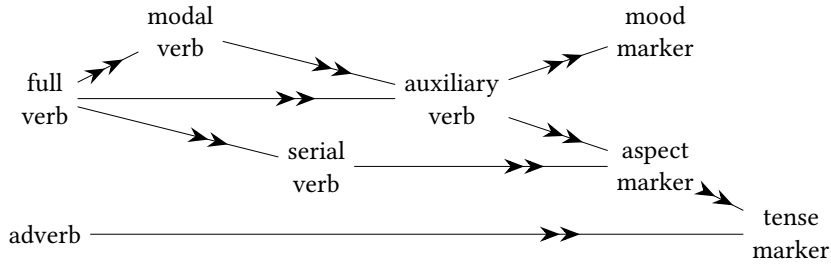 modal
verb
mood
marker
full
verb
auxiliary
verb
serial
verb
aspect
marker
adverb
tense
marker